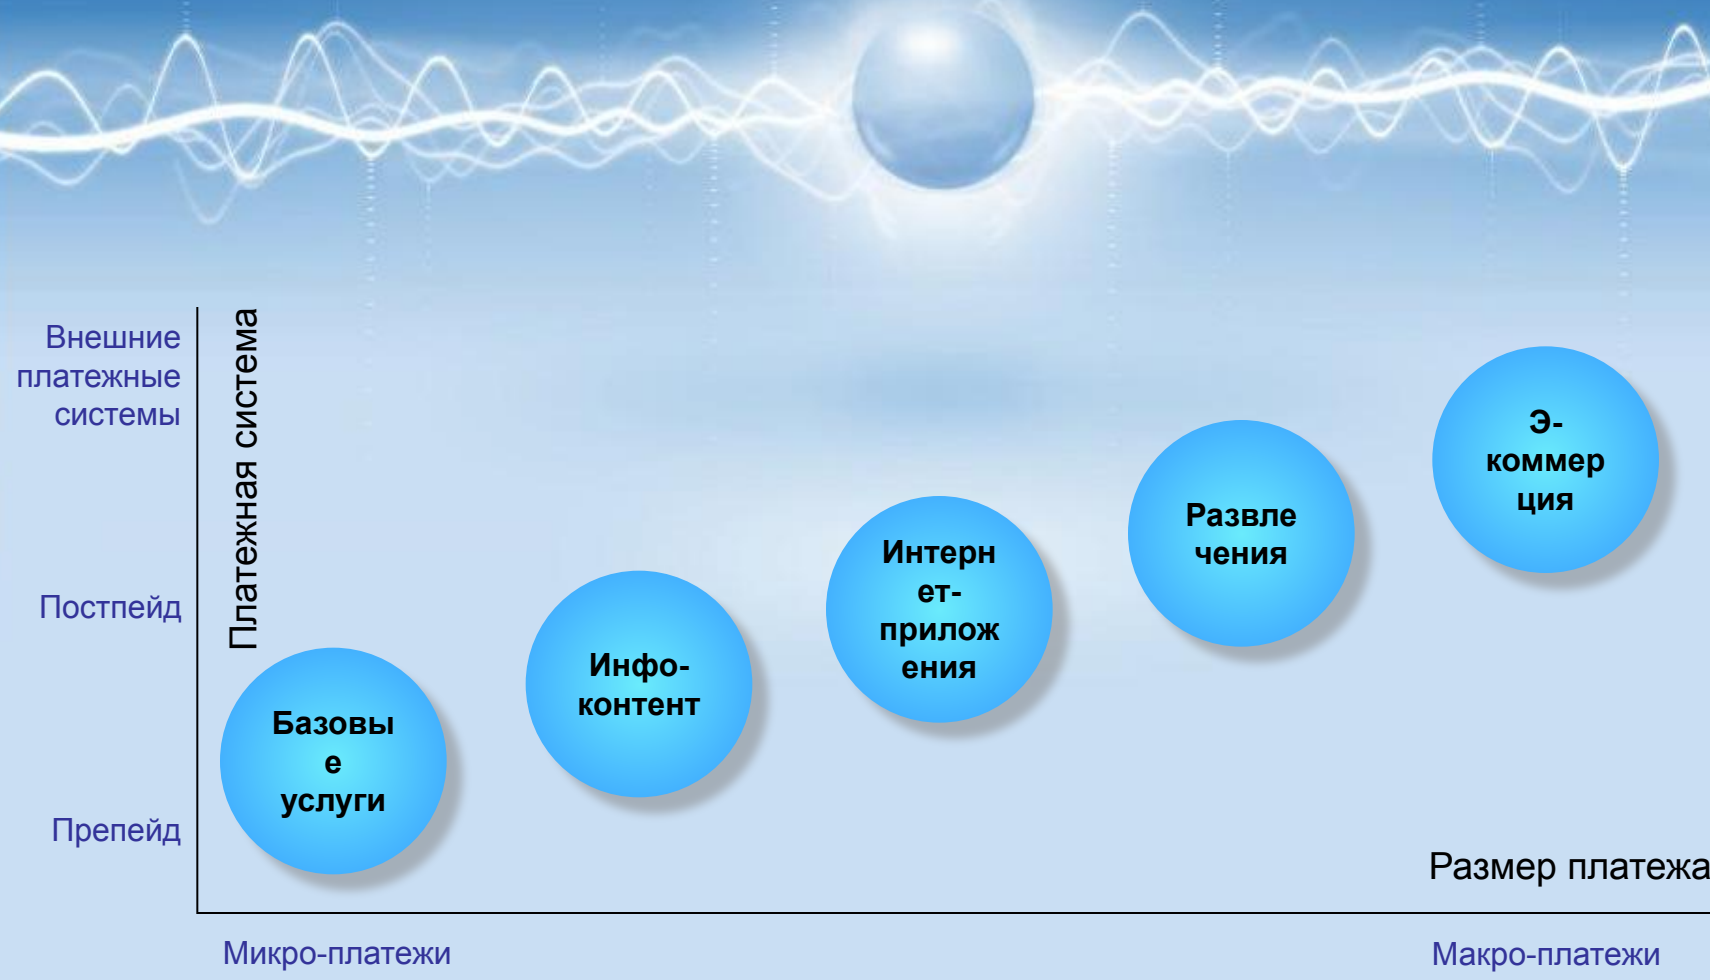 Внешние
платежные
системы
Платежная система
Постпейд
Препейд
Базовы
е
услуги
Инфо-
контент
Интерн
ет-
прилож
ения
Развле
чения
Э-
коммер
ция
Размер платежа
Микро-платежи
Макро-платежи